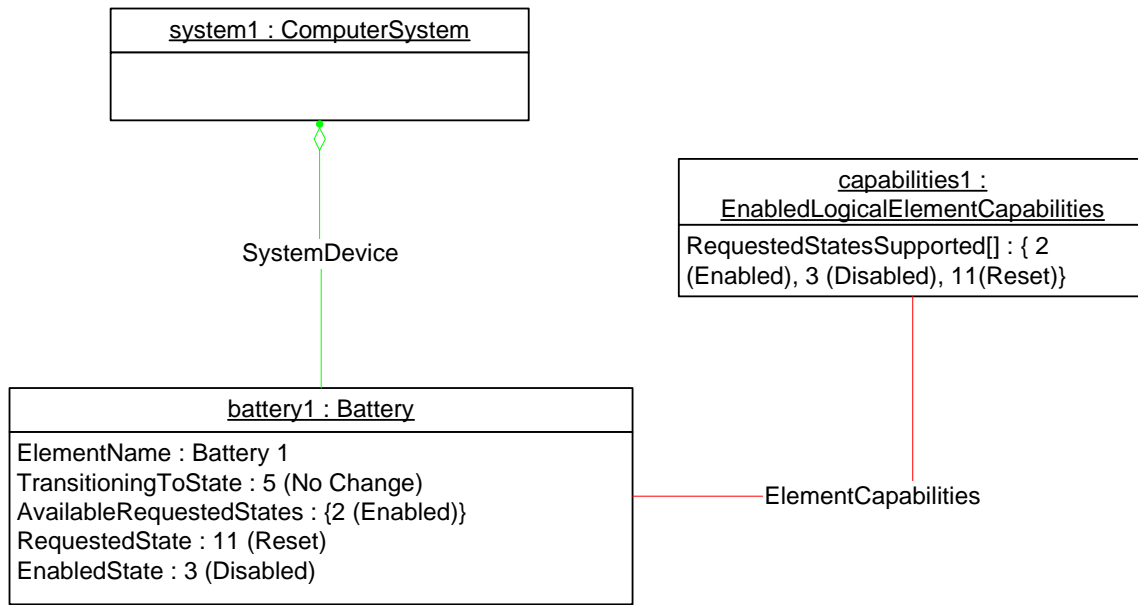 system1 : ComputerSystem
capabilities1 :
EnabledLogicalElementCapabilities
RequestedStatesSupported[] : { 2
(Enabled), 3 (Disabled), 11(Reset)}
SystemDevice
battery1 : Battery
ElementName : Battery 1
TransitioningToState : 5 (No Change)
AvailableRequestedStates : {2 (Enabled)}
RequestedState : 11 (Reset)
EnabledState : 3 (Disabled)
ElementCapabilities